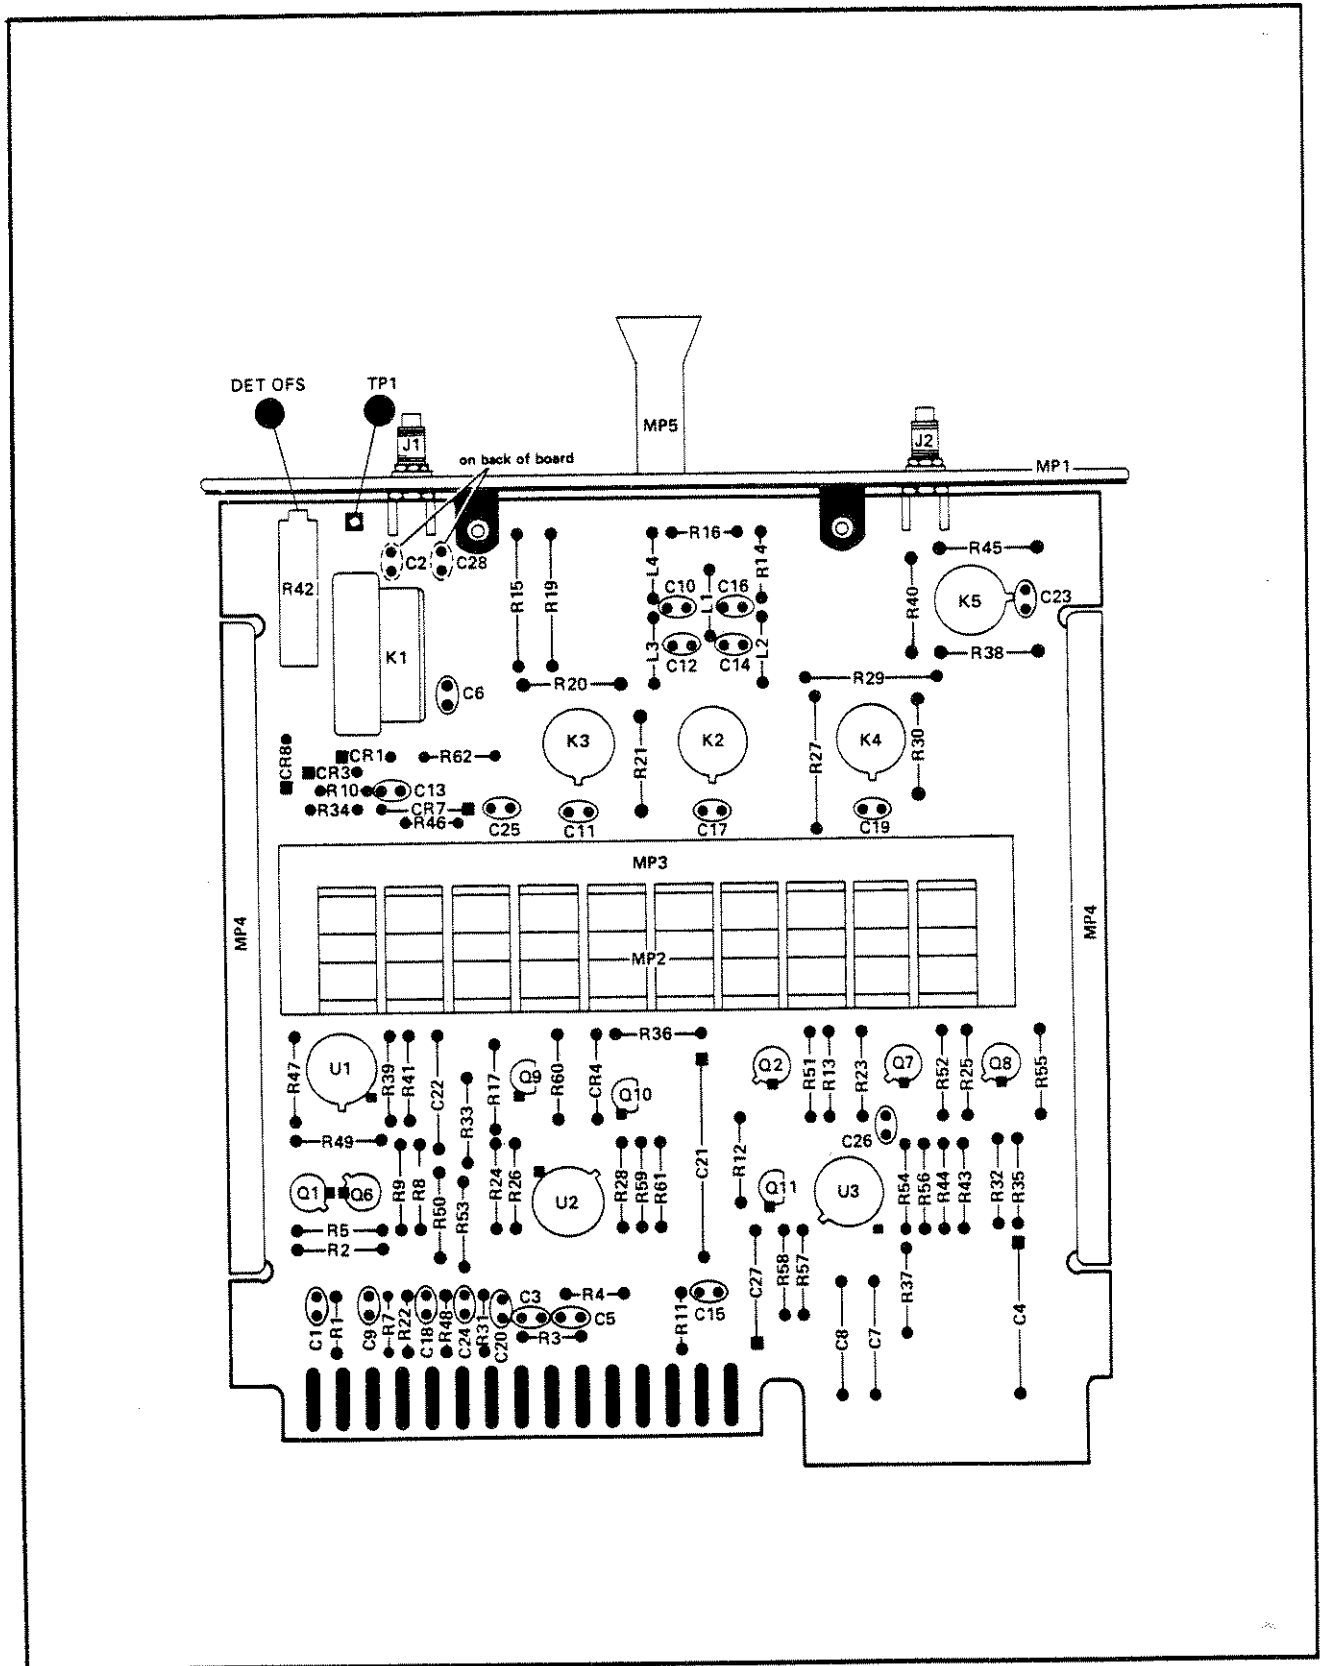 DET OFS
TP1
J1
MP5
J2
on back of board
MP1
R16
R45
C2
C28
R15
R19
L4
R14
R42
C10
C16
L1
R40
K5
C23
K1
L3
C12
C14
L2
R38
R20
R29
C6
CR8
CR1
R62
K3
R21
K2
R27
K4
R30
CR3
R10
C13
R34
CR7
R46
C25
C11
C17
C19
MP3
MP4
MP2
MP4
R36
R47
U1
R39
R41
C22
R17
Q9
R60
CR4
Q10
Q2
R51
R13
R23
Q7
R52
R25
Q8
R55
R33
R49
C26
R12
C21
Q1
Q6
R9
R8
R50
R53
R24
R26
U2
R28
R59
R61
Q11
U3
R54
R56
R44
R43
R32
R35
R5
R2
C27
R58
R57
R37
C4
C1
R1
C9
R7
R22
C18
R48
C24
R31
C20
C3
R4
C5
R3
R11
C15
C8
C7